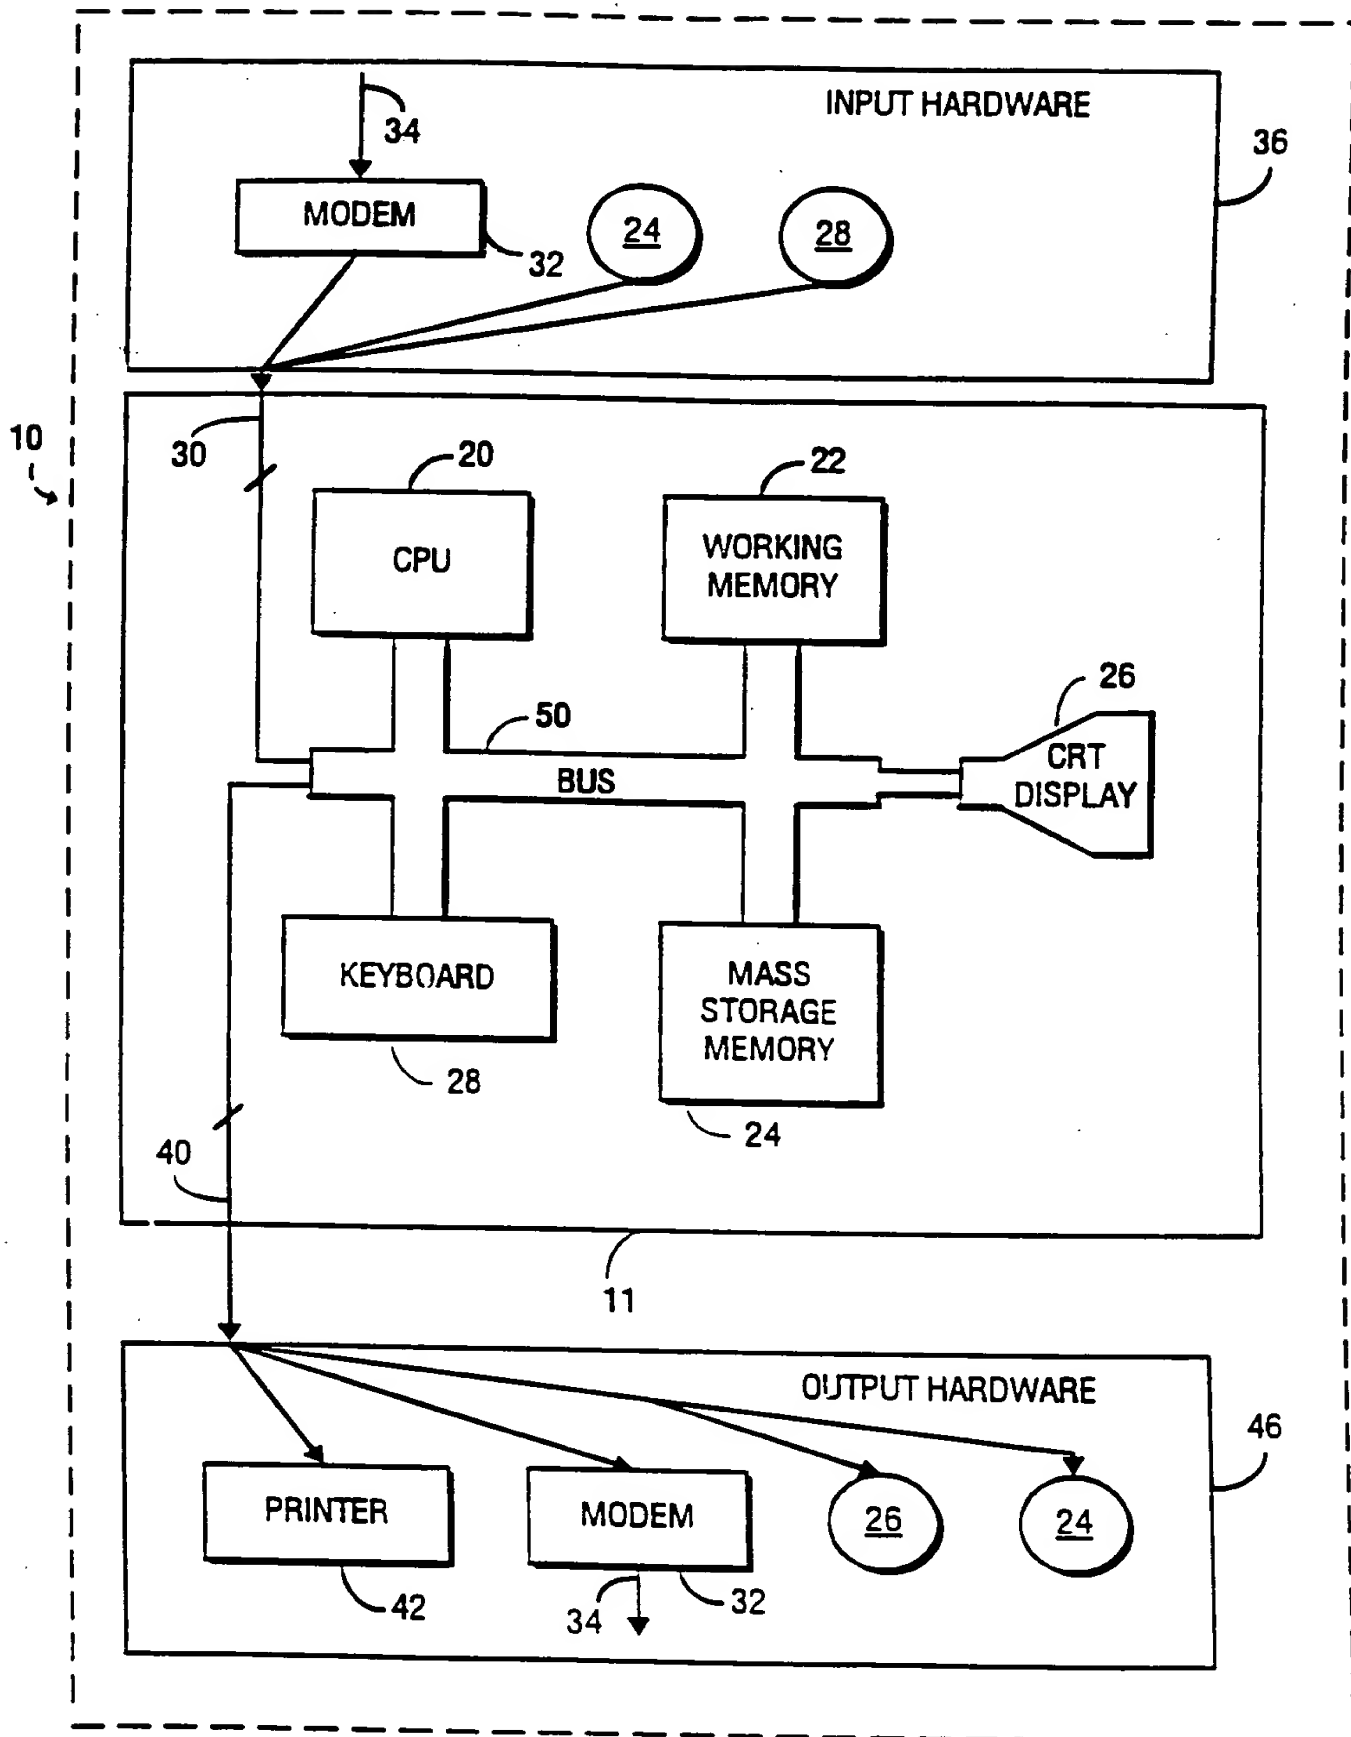 INPUT HARDWARE
34
36
MODEM
24
28
32
10
30
20
22
CPU
WORKING
MEMORY
26
50
CRT
DISPLAY
BUS
KEYBOARD
MASS
STORAGE
MEMORY
28
24
40
11
OUTPUT HARDWARE
46
PRINTER
MODEM
26
24
42
34
32